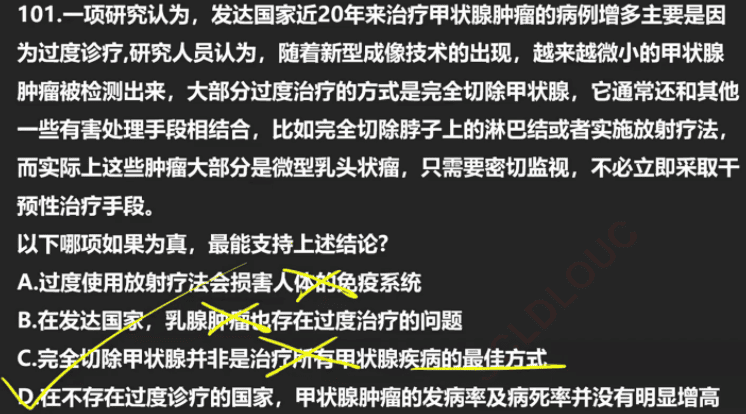 101.一项研究认为，发达国家近20年来治疗甲状腺肿瘤的病例增多主要是因
为过度诊疗,研究人员认为，随着新型成像技术的出现，越来越微小的甲状腺
肿瘤被检测出来，大部分过度治疗的方式是完全切除甲状腺，它通常还和其他
一些有害处理手段相结合，比如完全切除脖子上的淋巴结或者实施放射疗法，
而实际上这些肿瘤大部分是微型乳头状瘤，只需要密切监视，不必立即采取干
预性治疗手段。
以下哪项如果为真，最能支持上述结论?
A.过度使用放射疗法会损害人体的免疫系统
B.在发达国家，乳腺肿瘤也存在过度治疗的问题
C.完全切除甲状腺并非是治疗所有甲状腺疾病的最佳方式
D.在不存在过度诊疗的国家，甲状腺肿瘤的发病率及病死率并没有明显增高